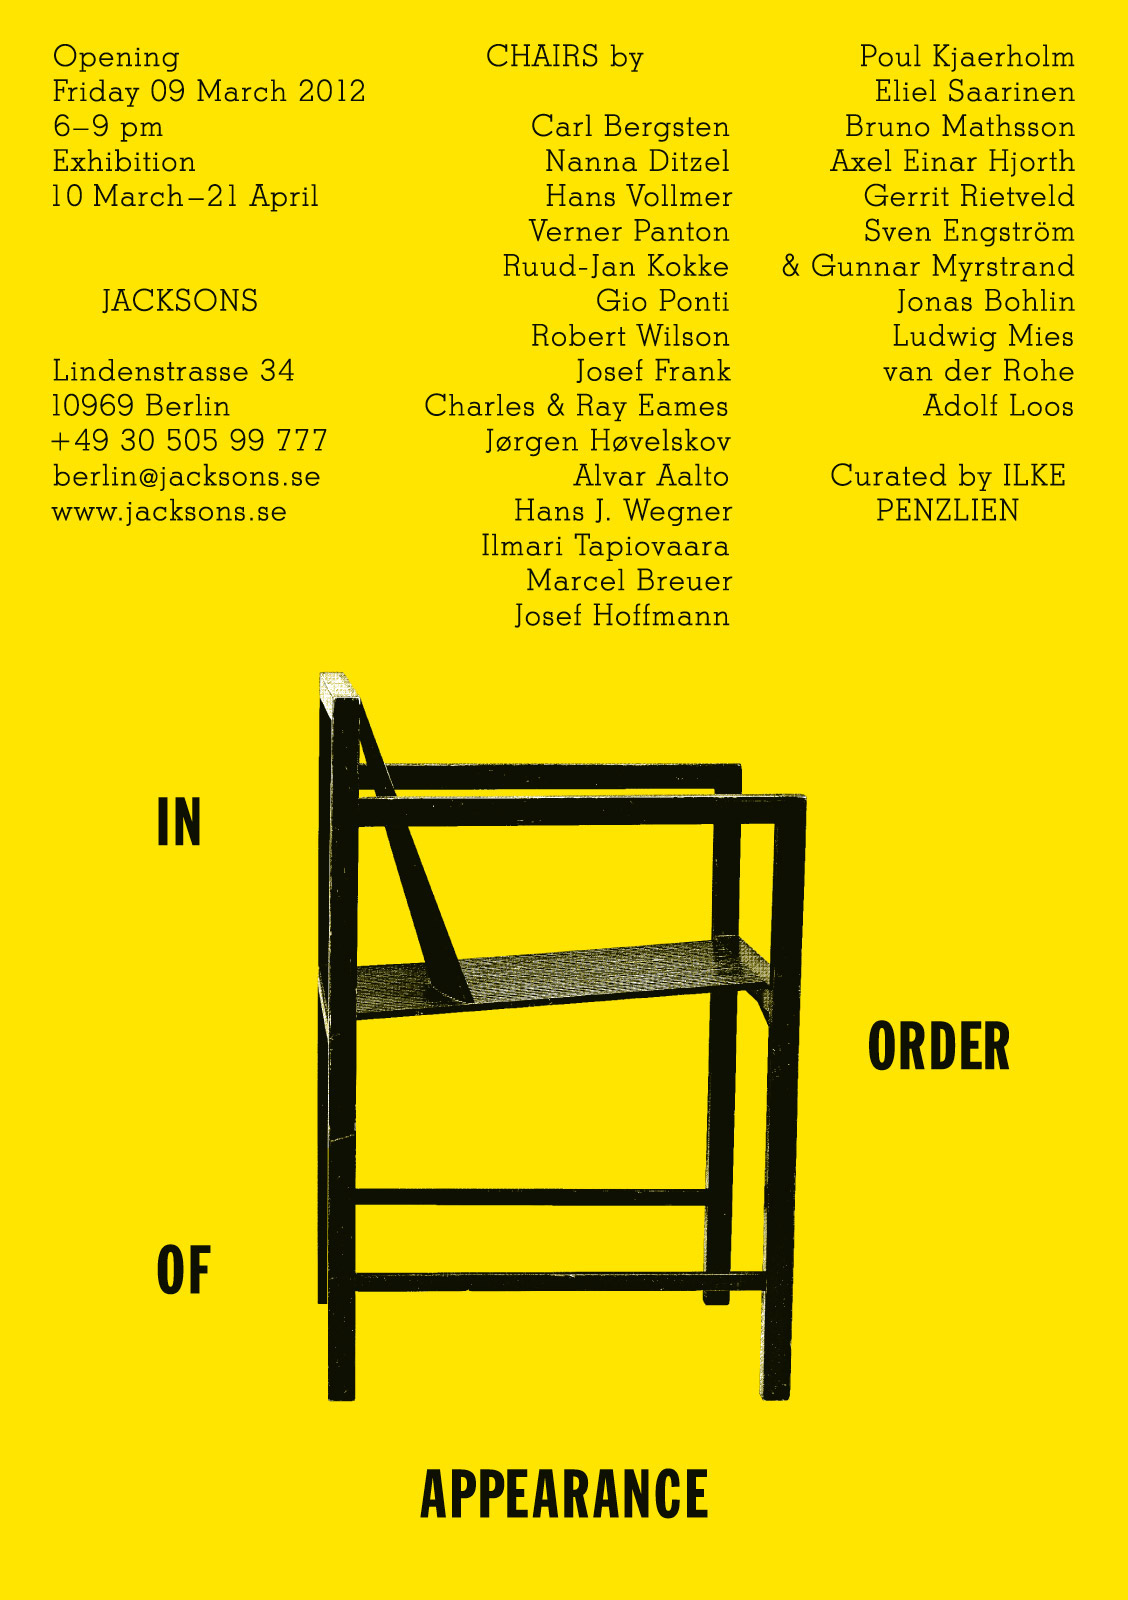 Opening
Friday 09 March 2012
6–9 pm
Exhibition
10 March–21 April
JACKSONS
Lindenstrasse 34
10969 Berlin
+49 30 505 99 777
berlin@jacksons.se
www.jacksons.se
CHAIRS by
Carl Bergsten
Nanna Ditzel
Hans Vollmer
Verner Panton
Ruud-Jan Kokke
Gio Ponti
Robert Wilson
Josef Frank
Charles & Ray Eames
Jørgen Høvelskov
Alvar Aalto
Hans J. Wegner
Ilmari Tapiovaara
Marcel Breuer
Josef Hoffmann
Poul Kjaerholm
Eliel Saarinen
Bruno Mathsson
Axel Einar Hjorth
Gerrit Rietveld
Sven Engström
& Gunnar Myrstrand
Jonas Bohlin
Ludwig Mies
van der Rohe
Adolf Loos
Curated by ILKE
PENZLIEN
IN
ORDER
OF
APPEARANCE